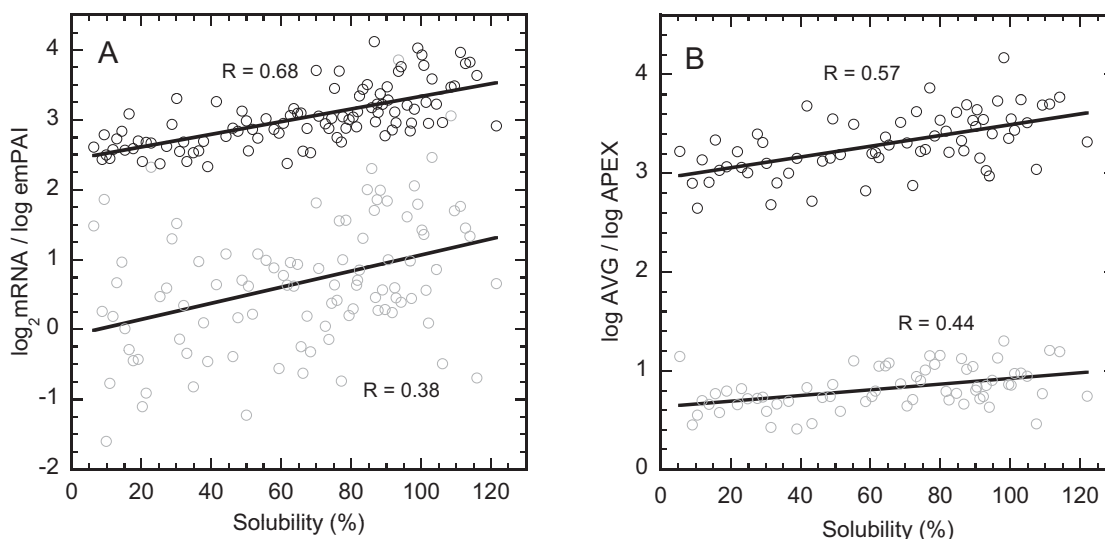 A
R = 0.68
R = 0.38
4
3
2
1
0
-1
-2
0 20 40 60 80 100 120
Solubility (%)
log2 mRNA / log emPAI
B
R = 0.57
R = 0.44
4
3
2
1
0
0 20 40 60 80 100 120
Solubility (%)
log AVG / log APEX